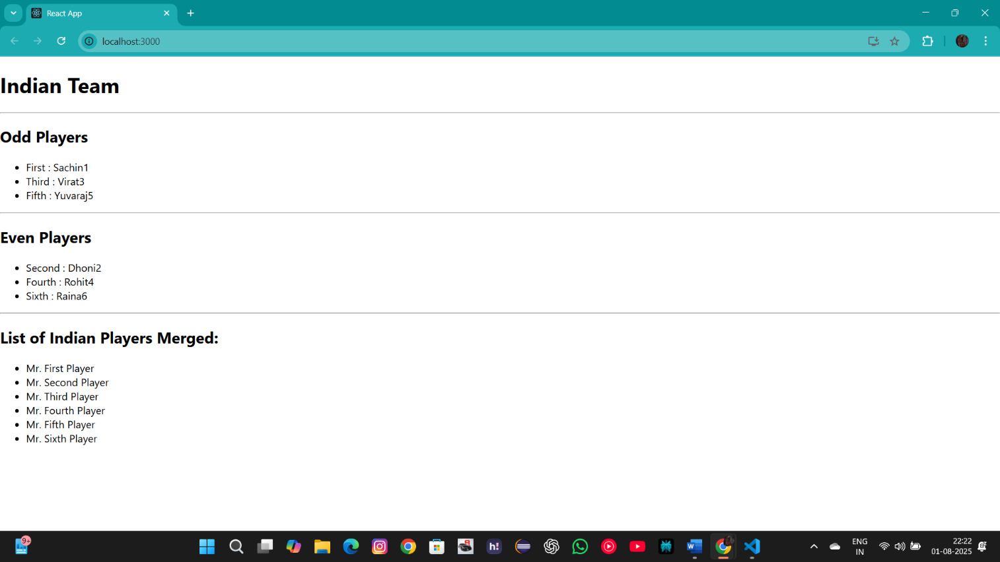 React App
localhost:3000
Indian Team
Odd Players
First : Sachin1
Third : Virat3
Fifth : Yuvaraj5
Even Players
Second : Dhoni2
Fourth : Rohit4
Sixth : Raina6
List of Indian Players Merged:
Mr. First Player
Mr. Second Player
Mr. Third Player
Mr. Fourth Player
Mr. Fifth Player
Mr. Sixth Player
9+
h!
W
ENG
IN
22:22
01-08-2025